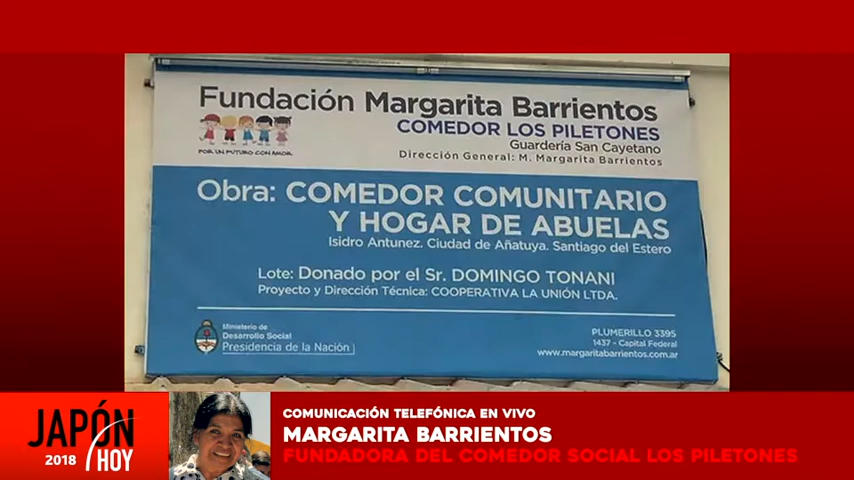 Fundación Margarita Barrientos
COMEDOR LOS PILETONES
Guardería San Cayetano
Dirección General: M. Margarita Barrientos
POR UN FUTURO CON AMOR
Obra: COMEDOR COMUNITARIO
Y HOGAR DE ABUELAS
Isidro Antunez. Ciudad de Añatuya. Santiago del Estero
Lote: Donado por el Sr. DOMINGO TONANI
Proyecto y Dirección Técnica: COOPERATIVA LA UNIÓN LTDA.
Ministerio de
Desarrollo Social
Presidencia de la Nación
PLUMERILLO 3395
1437 - Capital Federal
www.margaritabarrientos.com.ar
JAPÓN
2018 HOY
COMUNICACIÓN TELEFÓNICA EN VIVO
MARGARITA BARRIENTOS
FUNDADORA DEL COMEDOR SOCIAL LOS PILETONES